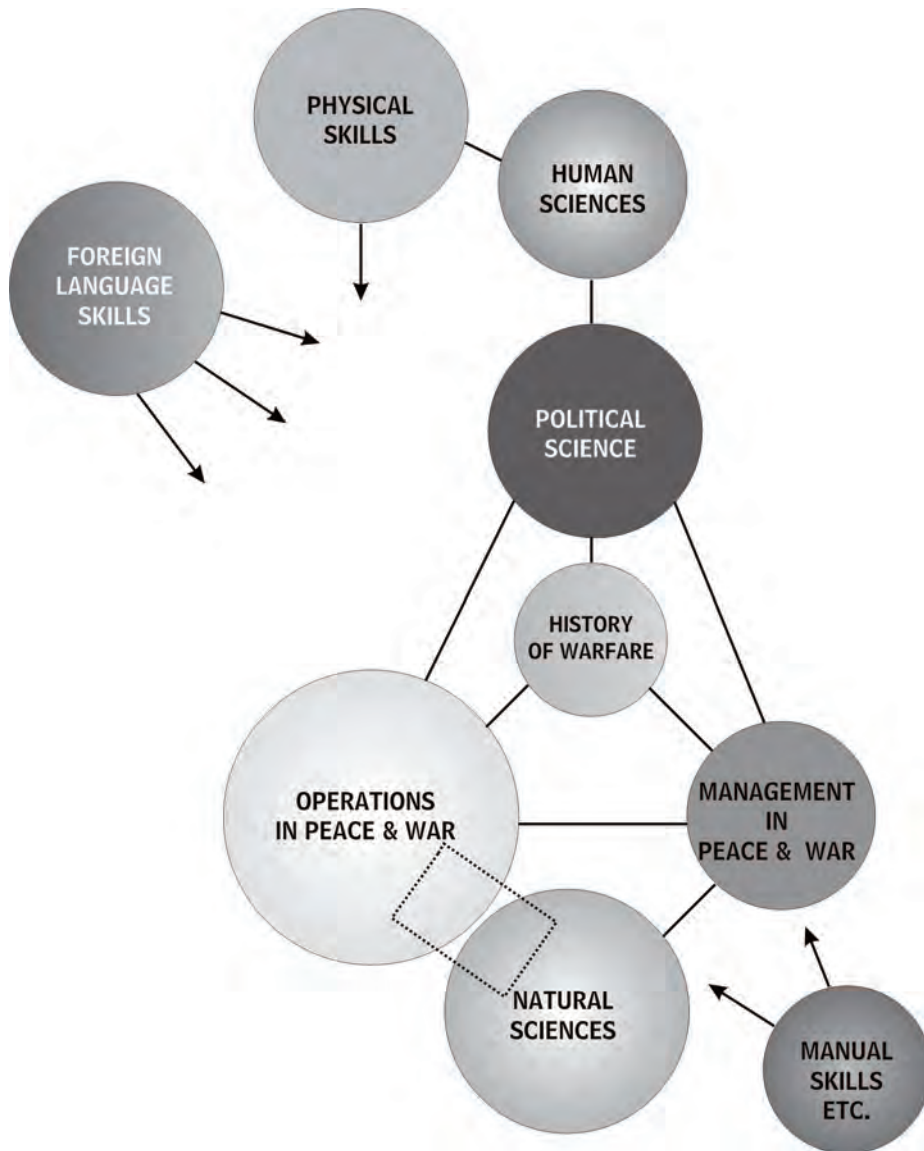 PHYSICAL
SKILLS
HUMAN
SCIENCES
FOREIGN
LANGUAGE
SKILLS
POLITICAL
SCIENCE
HISTORY
OF WARFARE
OPERATIONS
IN PEACE & WAR
MANAGEMENT
IN
PEACE & WAR
NATURAL
SCIENCES
MANUAL
SKILLS
ETC.